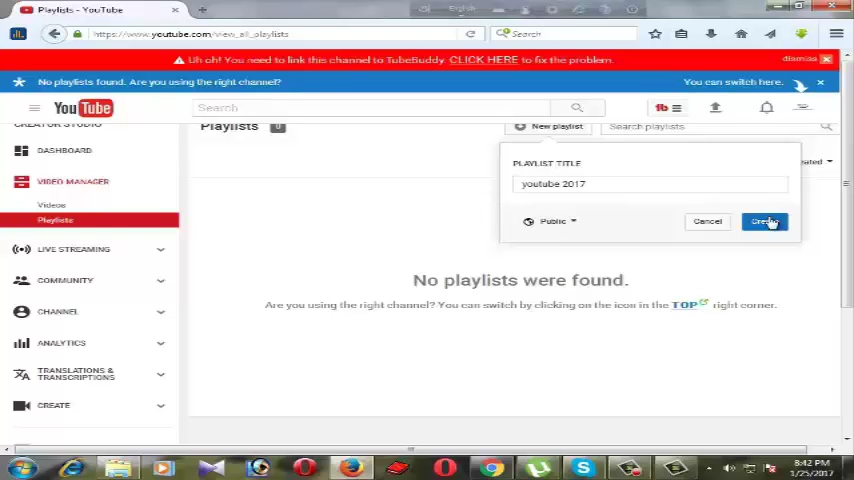 Playlists - YouTube
English
https://www.youtube.com/view_all_playlists
Search
Uh oh! You need to link this channel to TubeBuddy. CLICK HERE to fix the problem.
dismiss
No playlists found. Are you using the right channel?
You can switch here.
YouTube
Search
tb
CREATOR STUDIO
Playlists 0
New playlist
Search playlists
DASHBOARD
PLAYLIST TITLE
VIDEO MANAGER
youtube 2017
Videos
Playlists
Public
Cancel
LIVE STREAMING
COMMUNITY
No playlists were found.
Are you using the right channel? You can switch by clicking on the icon in the TOP right corner.
CHANNEL
ANALYTICS
TRANSLATIONS &
TRANSCRIPTIONS
CREATE
8:42 PM
1/25/2017